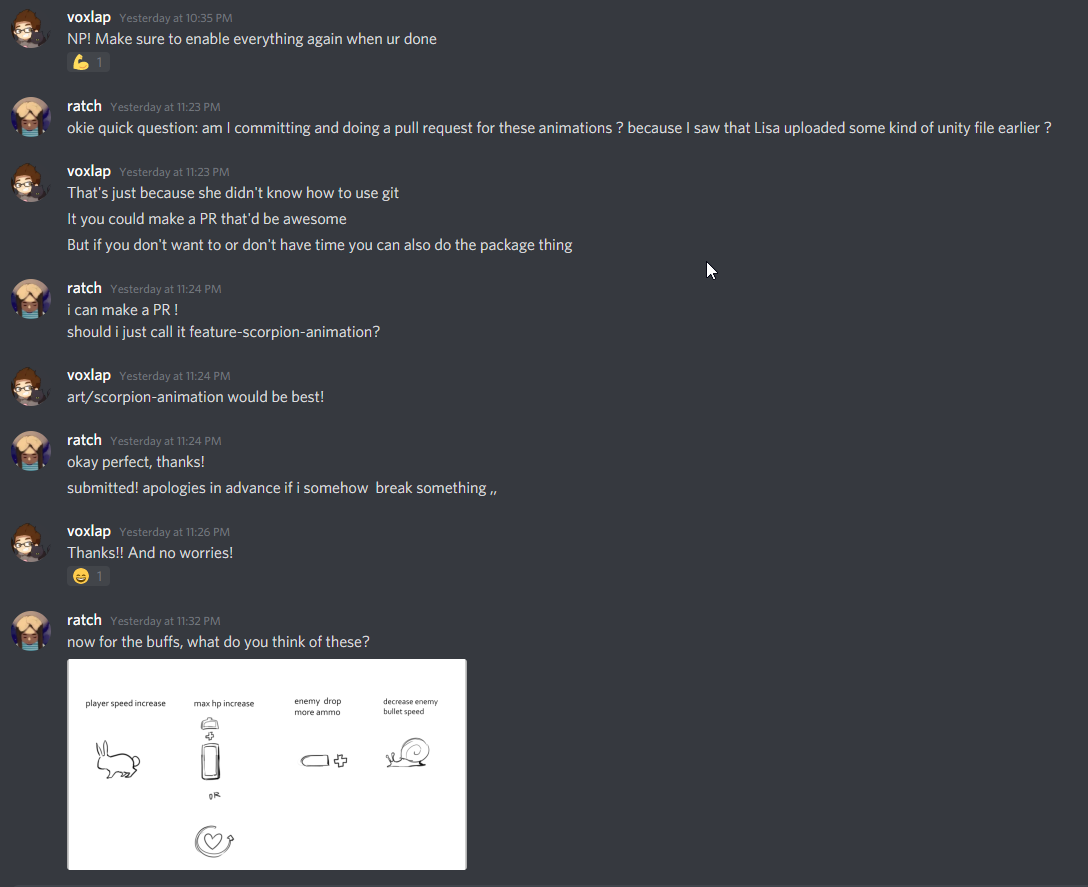 voxlap Yesterday at 10:35 PM
NP! Make sure to enable everything again when ur done
💪 1
ratch Yesterday at 11:23 PM
okie quick question: am I committing and doing a pull request for these animations ? because I saw that Lisa uploaded some kind of unity file earlier ?
voxlap Yesterday at 11:23 PM
That's just because she didn't know how to use git
It you could make a PR that'd be awesome
But if you don't want to or don't have time you can also do the package thing
ratch Yesterday at 11:24 PM
i can make a PR !
should i just call it feature-scorpion-animation?
voxlap Yesterday at 11:24 PM
art/scorpion-animation would be best!
ratch Yesterday at 11:24 PM
okay perfect, thanks!
submitted! apologies in advance if i somehow  break something ,,
voxlap Yesterday at 11:26 PM
Thanks!! And no worries!
😄 1
ratch Yesterday at 11:32 PM
now for the buffs, what do you think of these?
player speed increase
max hp increase
OR
enemy drop
more ammo
decrease enemy
bullet speed